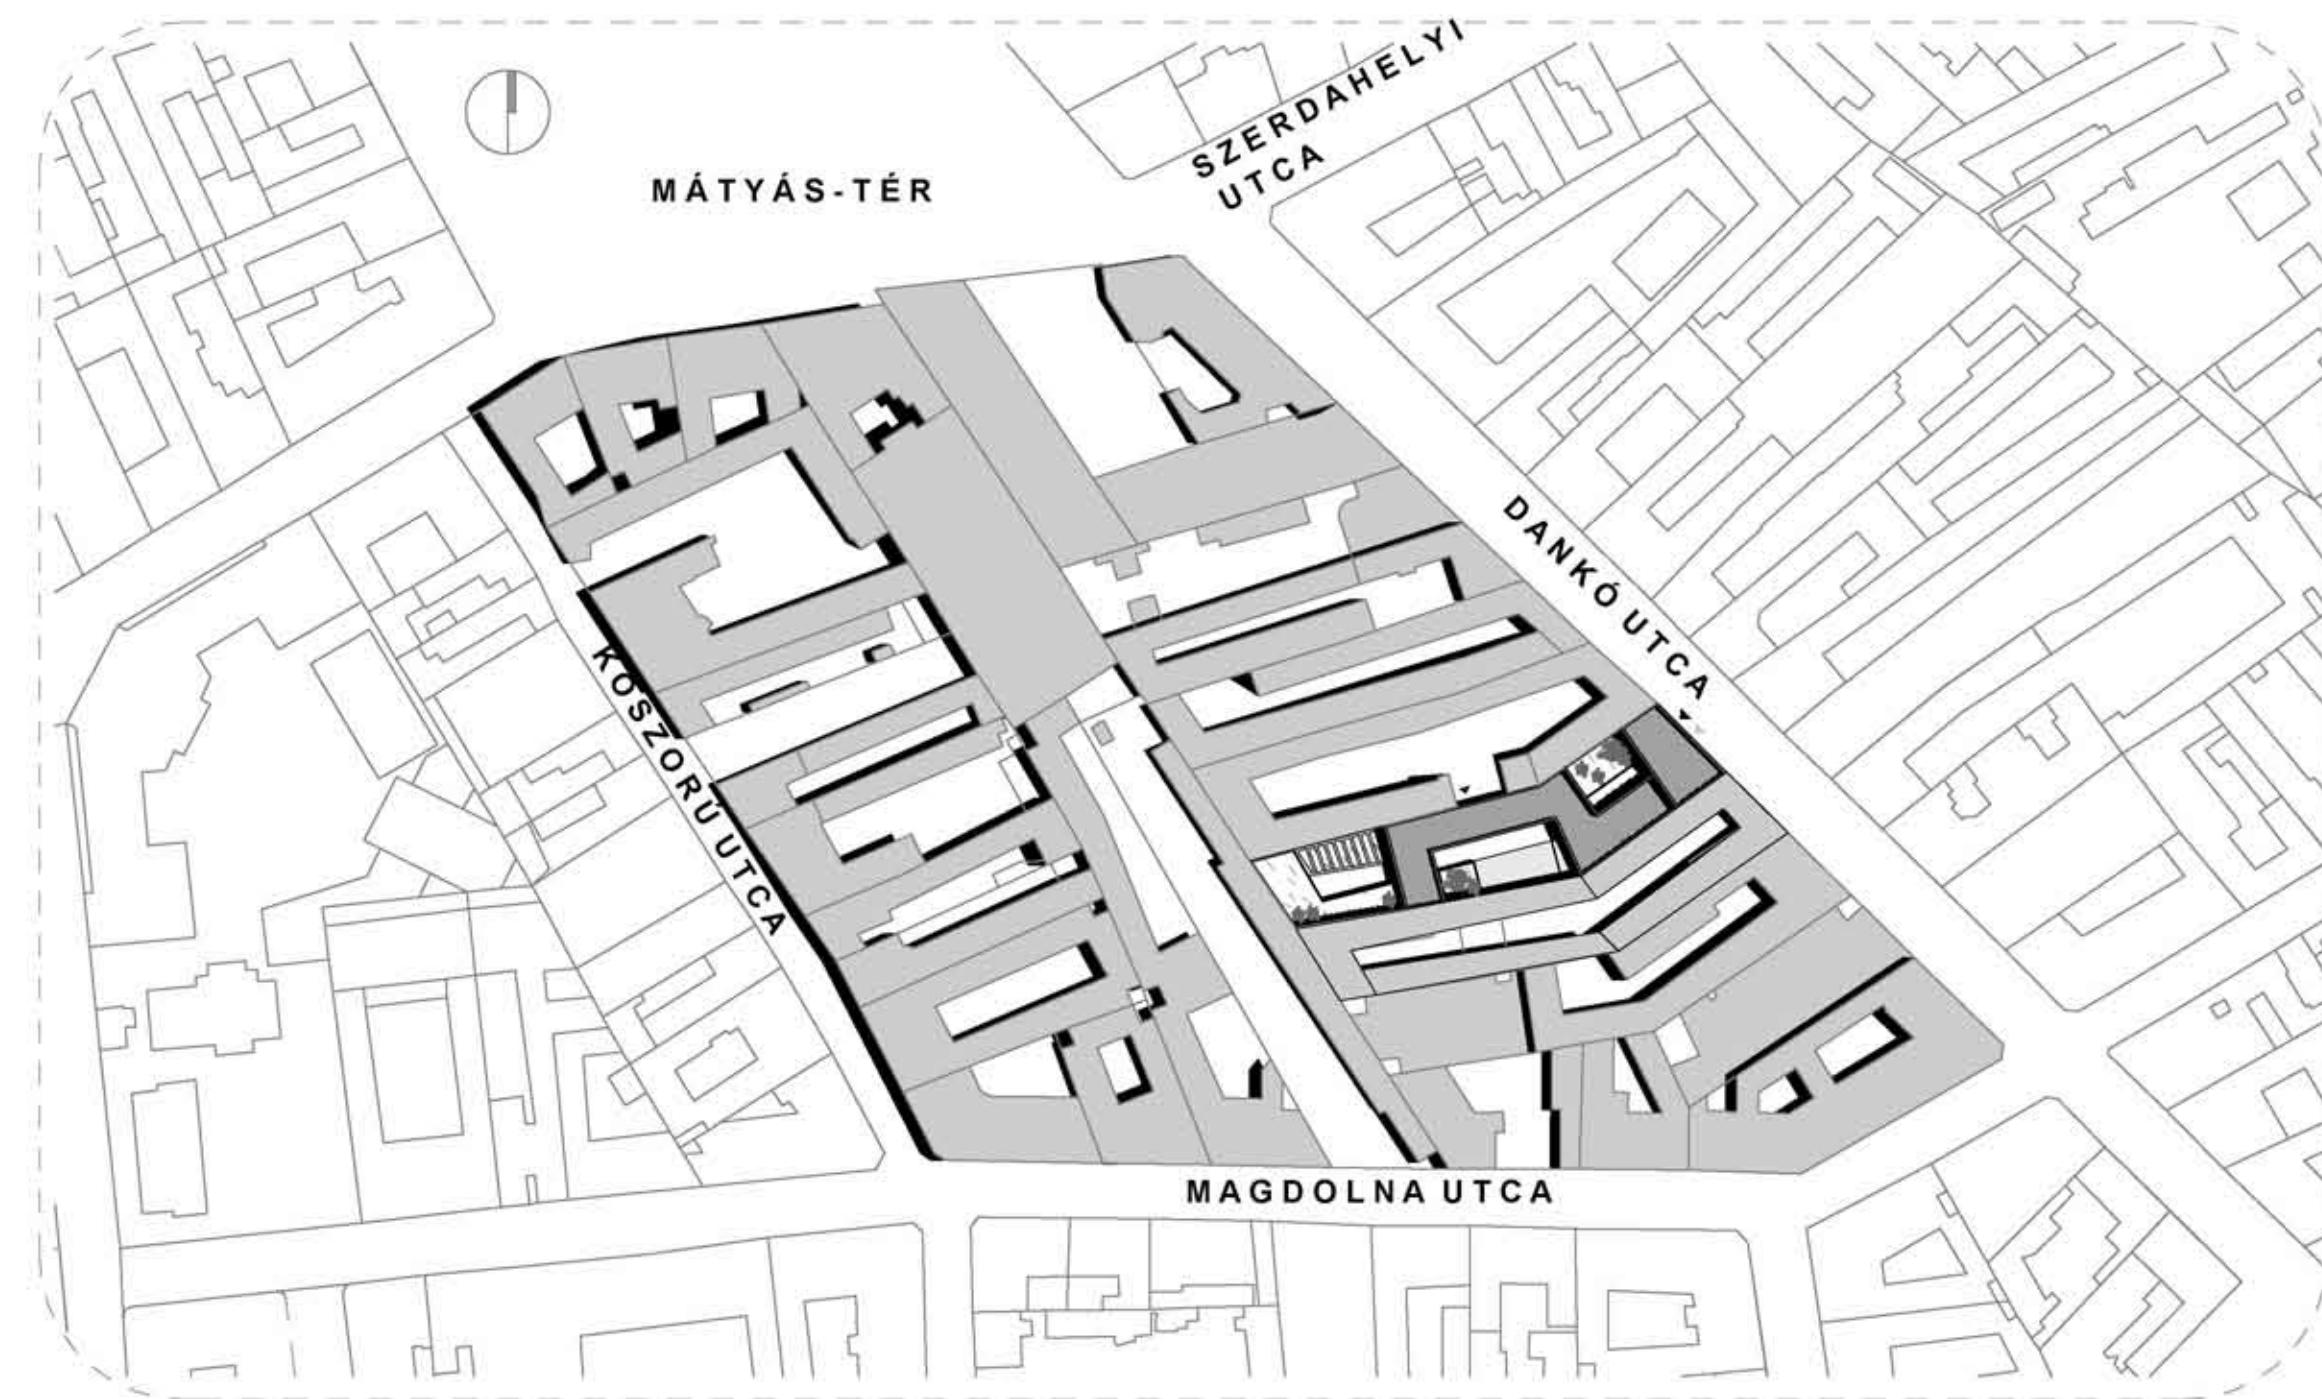 SZERDAHELYI
UTCA
MÁTYÁS-TÉR
DANKÓ UTCA
KOSZORÚ UTCA
MAGDOLNA UTCA